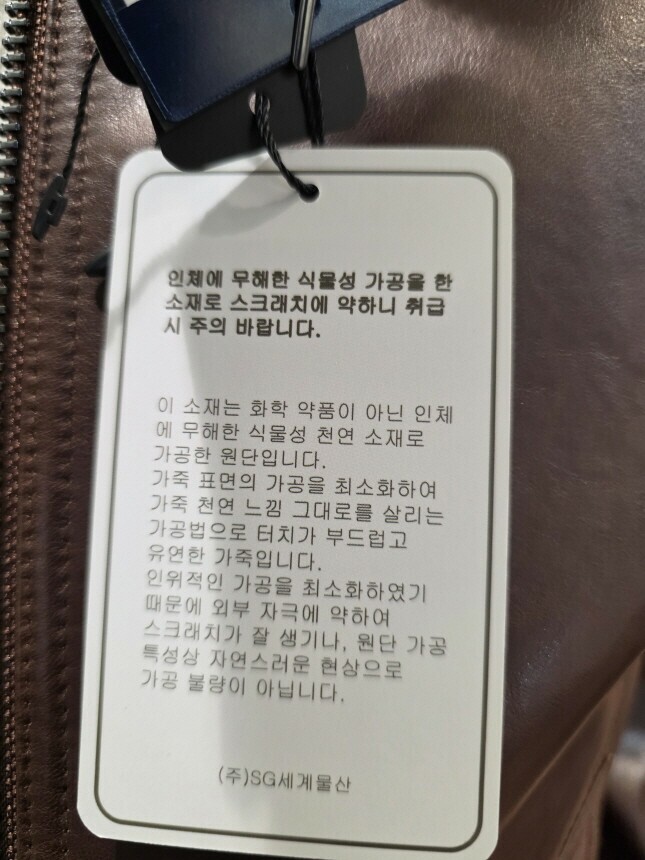 인체에 무해한 식물성 가공을 한
소재로 스크래치에 약하니 취급
시 주의 바랍니다.
이 소재는 화학 약품이 아닌 인체
에 무해한 식물성 천연 소재로
가공한 원단입니다.
가죽 표면의 가공을 최소화하여
가죽 천연 느낌 그대로를 살리는
가공법으로 터치가 부드럽고
유연한 가죽입니다.
인위적인 가공을 최소화하였기
때문에 외부 자극에 약하여
스크래치가 잘 생기나, 원단 가공
특성상 자연스러운 현상으로
가공 불량이 아닙니다.
(주)SG세계물산